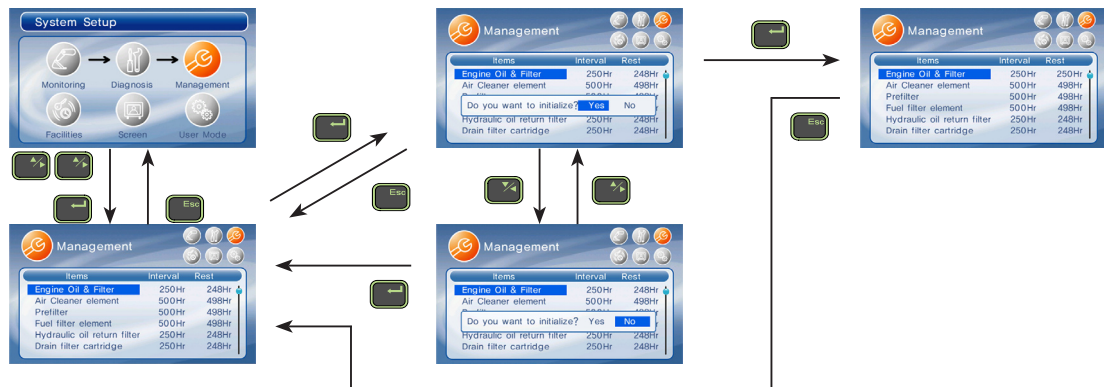 System Setup
Monitoring Diagnosis Management
Facilities Screen User Mode
Esc
Management
Items Interval Rest
Engine Oil & Filter 250Hr 248Hr
Air Cleaner element 500Hr 498Hr
Do you want to initialize? Yes No
Hydraulic oil return filter 250Hr 248Hr
Drain filter cartridge 250Hr 248Hr
Management
Items Interval Rest
Engine Oil & Filter 250Hr 250Hr
Air Cleaner element 500Hr 498Hr
Prefilter 500Hr 498Hr
Fuel filter element 500Hr 498Hr
Hydraulic oil return filter 250Hr 248Hr
Drain filter cartridge 250Hr 248Hr
Esc
Esc
Management
Items Interval Rest
Engine Oil & Filter 250Hr 248Hr
Air Cleaner element 500Hr 498Hr
Prefilter 500Hr 498Hr
Fuel filter element 500Hr 498Hr
Hydraulic oil return filter 250Hr 248Hr
Drain filter cartridge 250Hr 248Hr
Management
Items Interval Rest
Engine Oil & Filter 250Hr 248Hr
Air Cleaner element 500Hr 498Hr
Do you want to initialize? Yes No
Hydraulic oil return filter 250Hr 248Hr
Drain filter cartridge 250Hr 248Hr